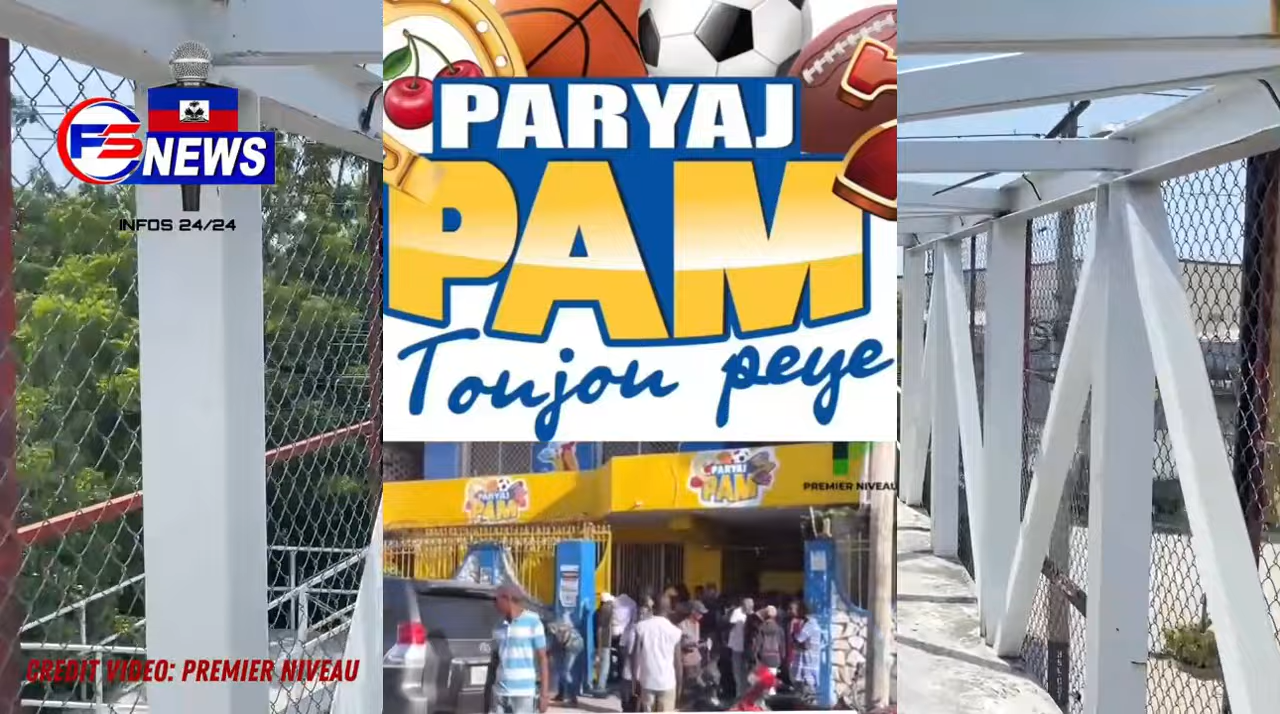 FS
NEWS
INFOS 24/24
PARYAJ
PAM
Toujou peye
PARYAJ
PAM
PARYAJ
PAM
PREMIER NIVEAU
CREDIT VIDEO: PREMIER NIVEAU